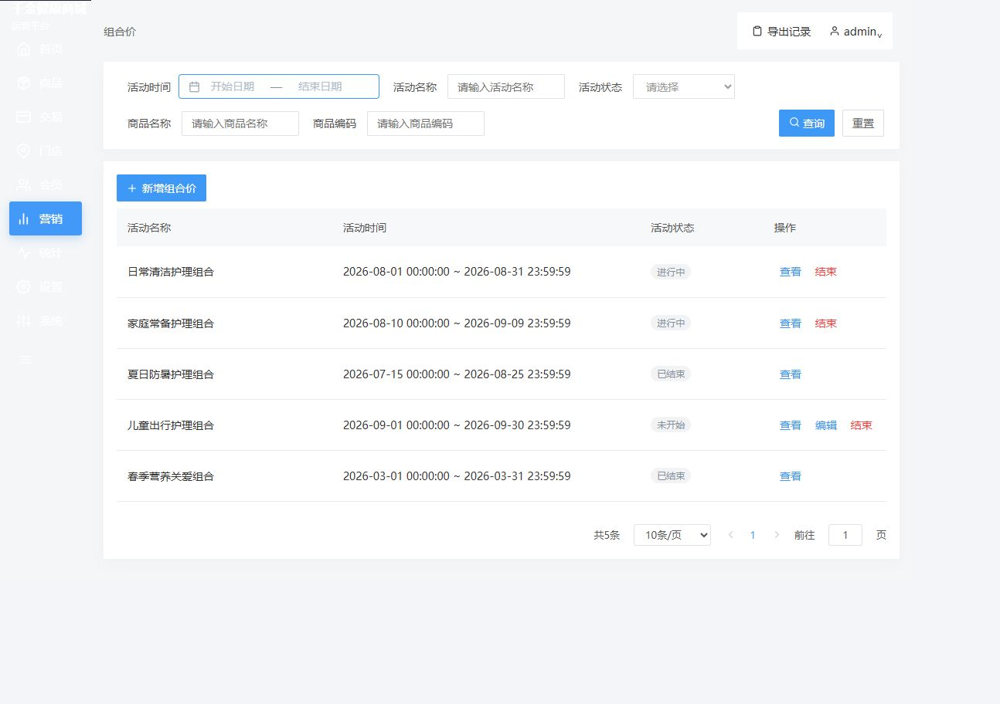 千金健康商城
运营平台
首页
商品
交易
门店
会员
营销
统计
设置
系统
组合价
导出记录 admin
活动时间 开始日期 — 结束日期 活动名称 请输入活动名称 活动状态 请选择
商品名称 请输入商品名称 商品编码 请输入商品编码 查询 重置
+ 新增组合价
活动名称 活动时间 活动状态 操作
日常清洁护理组合 2026-08-01 00:00:00 ~ 2026-08-31 23:59:59 进行中 查看 结束
家庭常备护理组合 2026-08-10 00:00:00 ~ 2026-09-09 23:59:59 进行中 查看 结束
夏日防暑护理组合 2026-07-15 00:00:00 ~ 2026-08-25 23:59:59 已结束 查看
儿童出行护理组合 2026-09-01 00:00:00 ~ 2026-09-30 23:59:59 未开始 查看 编辑 结束
春季营养关爱组合 2026-03-01 00:00:00 ~ 2026-03-31 23:59:59 已结束 查看
共5条 10条/页 1 前往 1 页